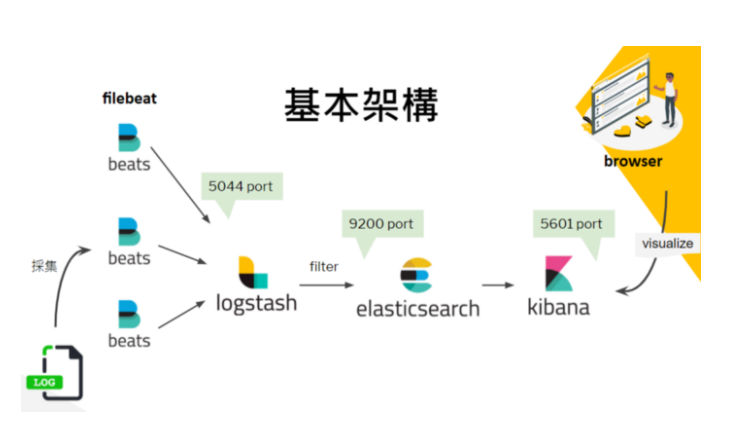 基本架構
filebeat
beats
beats
beats
採集
LOG
5044 port
logstash
filter
9200 port
elasticsearch
5601 port
kibana
browser
visualize